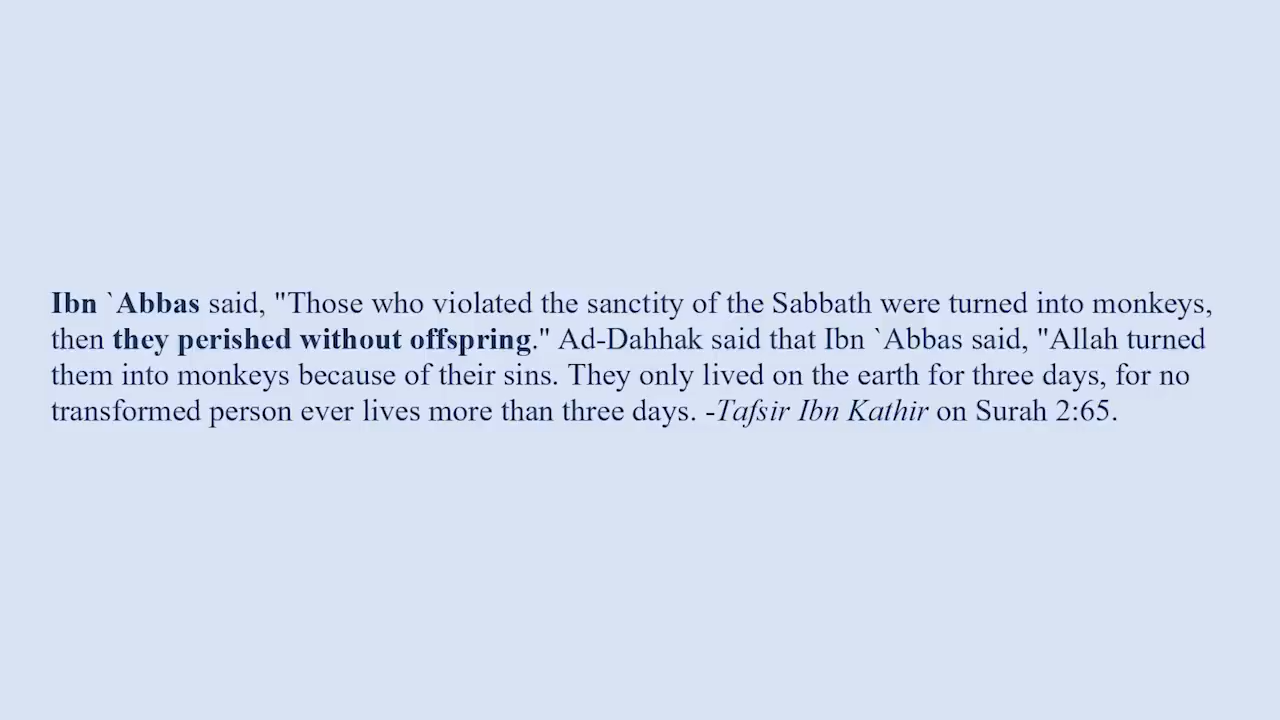 Ibn `Abbas said, "Those who violated the sanctity of the Sabbath were turned into monkeys,
then they perished without offspring." Ad-Dahhak said that Ibn `Abbas said, "Allah turned
them into monkeys because of their sins. They only lived on the earth for three days, for no
transformed person ever lives more than three days. -Tafsir Ibn Kathir on Surah 2:65.